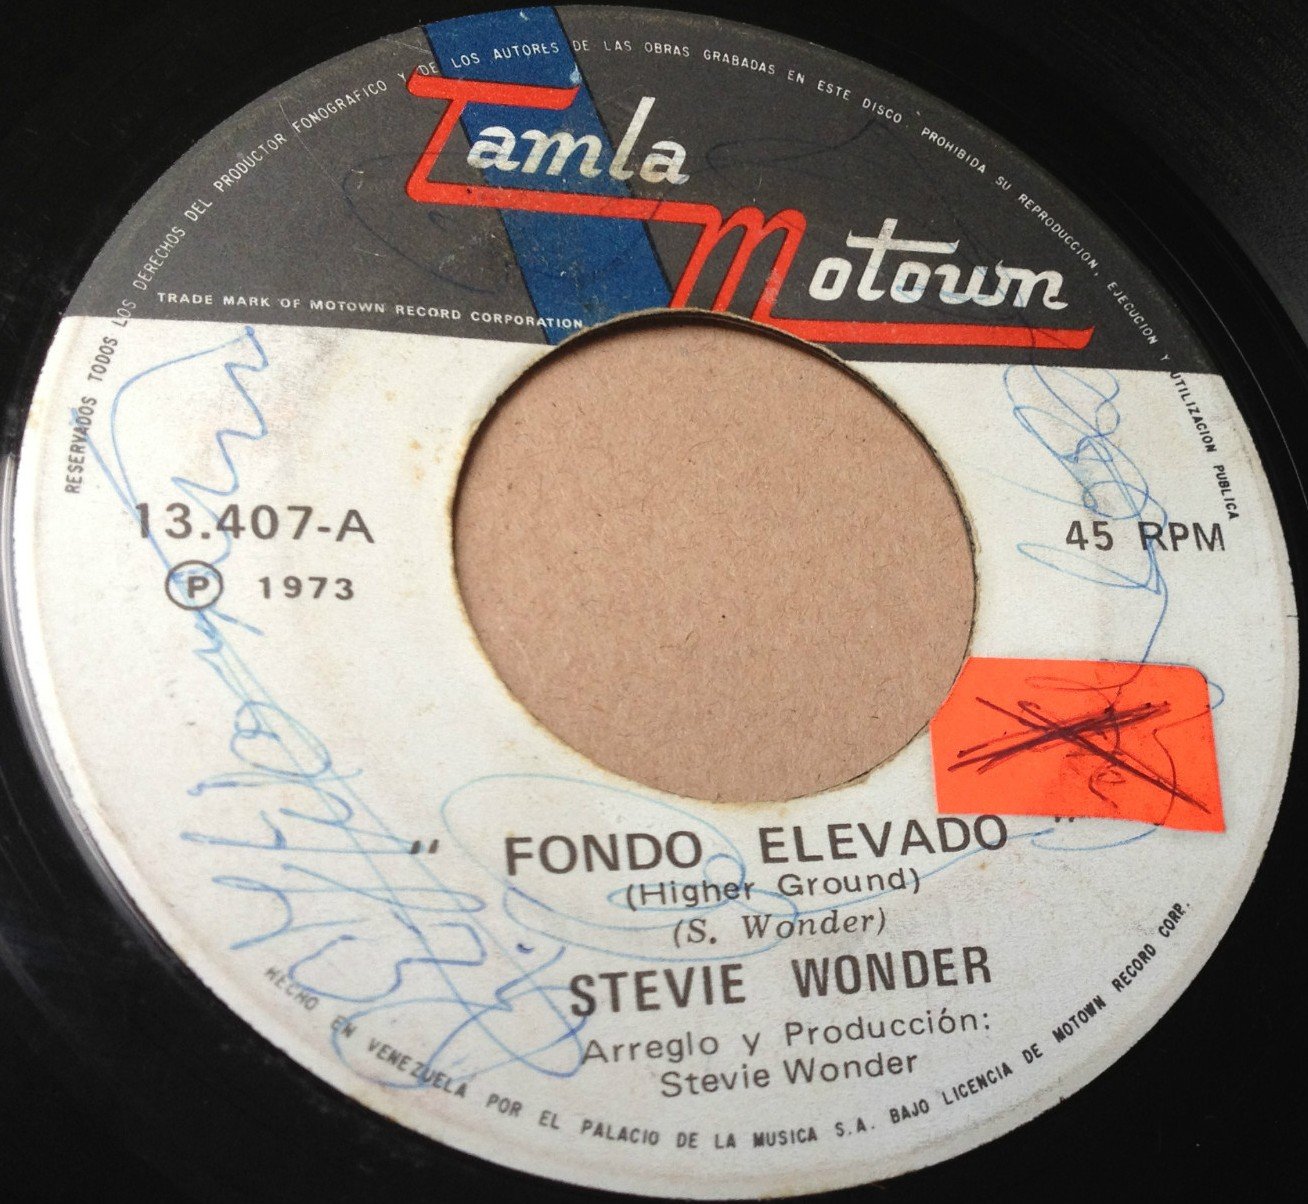 RESERVADOS TODOS LOS DERECHOS DEL PRODUCTOR FONOGRAFICO Y DE LOS AUTORES DE LAS OBRAS GRABADAS EN ESTE DISCO. PROHIBIDA SU REPRODUCCION, EJECUCION Y UTILIZACION PUBLICA
Tamla
Motown
TRADE MARK OF MOTOWN RECORD CORPORATION
13.407-A
45 RPM
Ⓟ 1973
" FONDO ELEVADO "
(Higher Ground)
(S. Wonder)
STEVIE WONDER
Arreglo y Producción:
Stevie Wonder
HECHO EN VENEZUELA POR EL PALACIO DE LA MUSICA S.A. BAJO LICENCIA DE MOTOWN RECORD CORP.